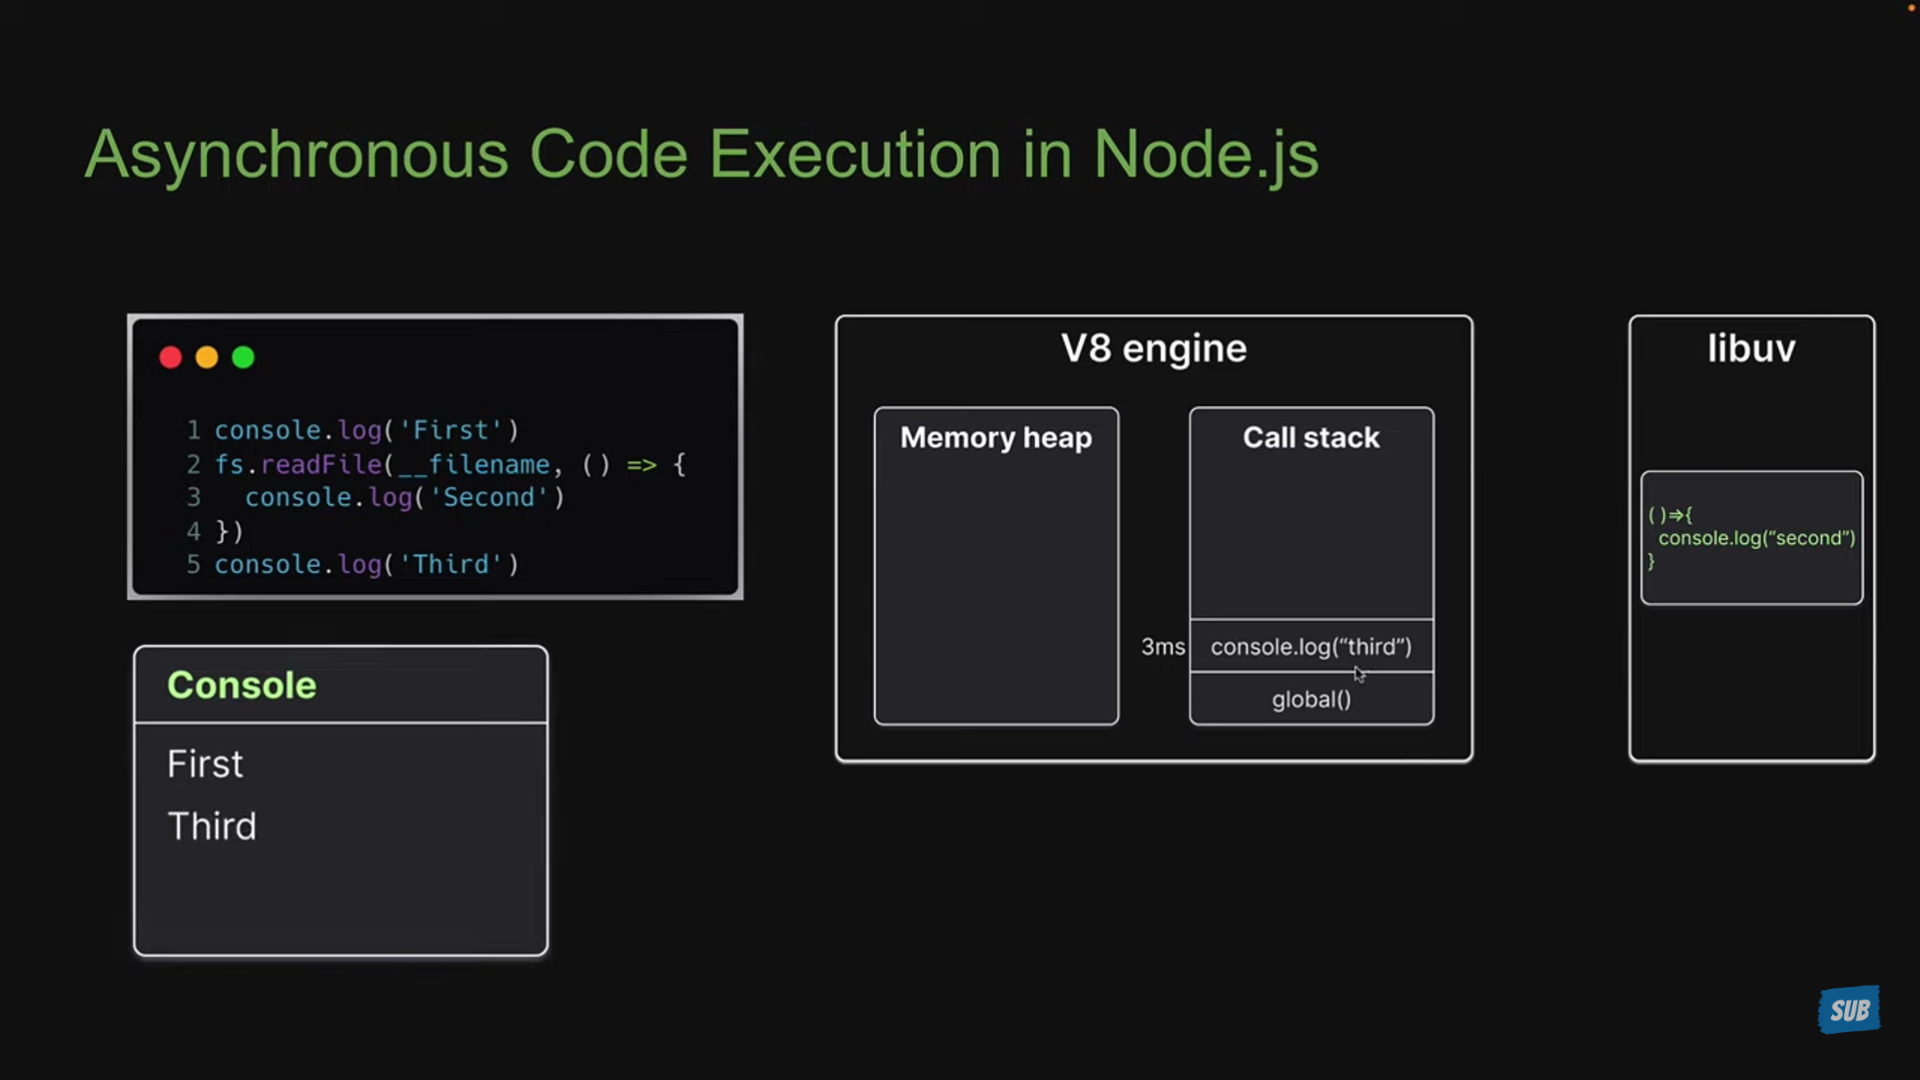 Asynchronous Code Execution in Node.js
1 console.log('First')
2 fs.readFile(__filename, () => {
3   console.log('Second')
4 })
5 console.log('Third')
Console
First
Third
V8 engine
Memory heap
Call stack
3ms
console.log(“third”)
global()
libuv
()=>{
console.log(“second”)
}
SUB